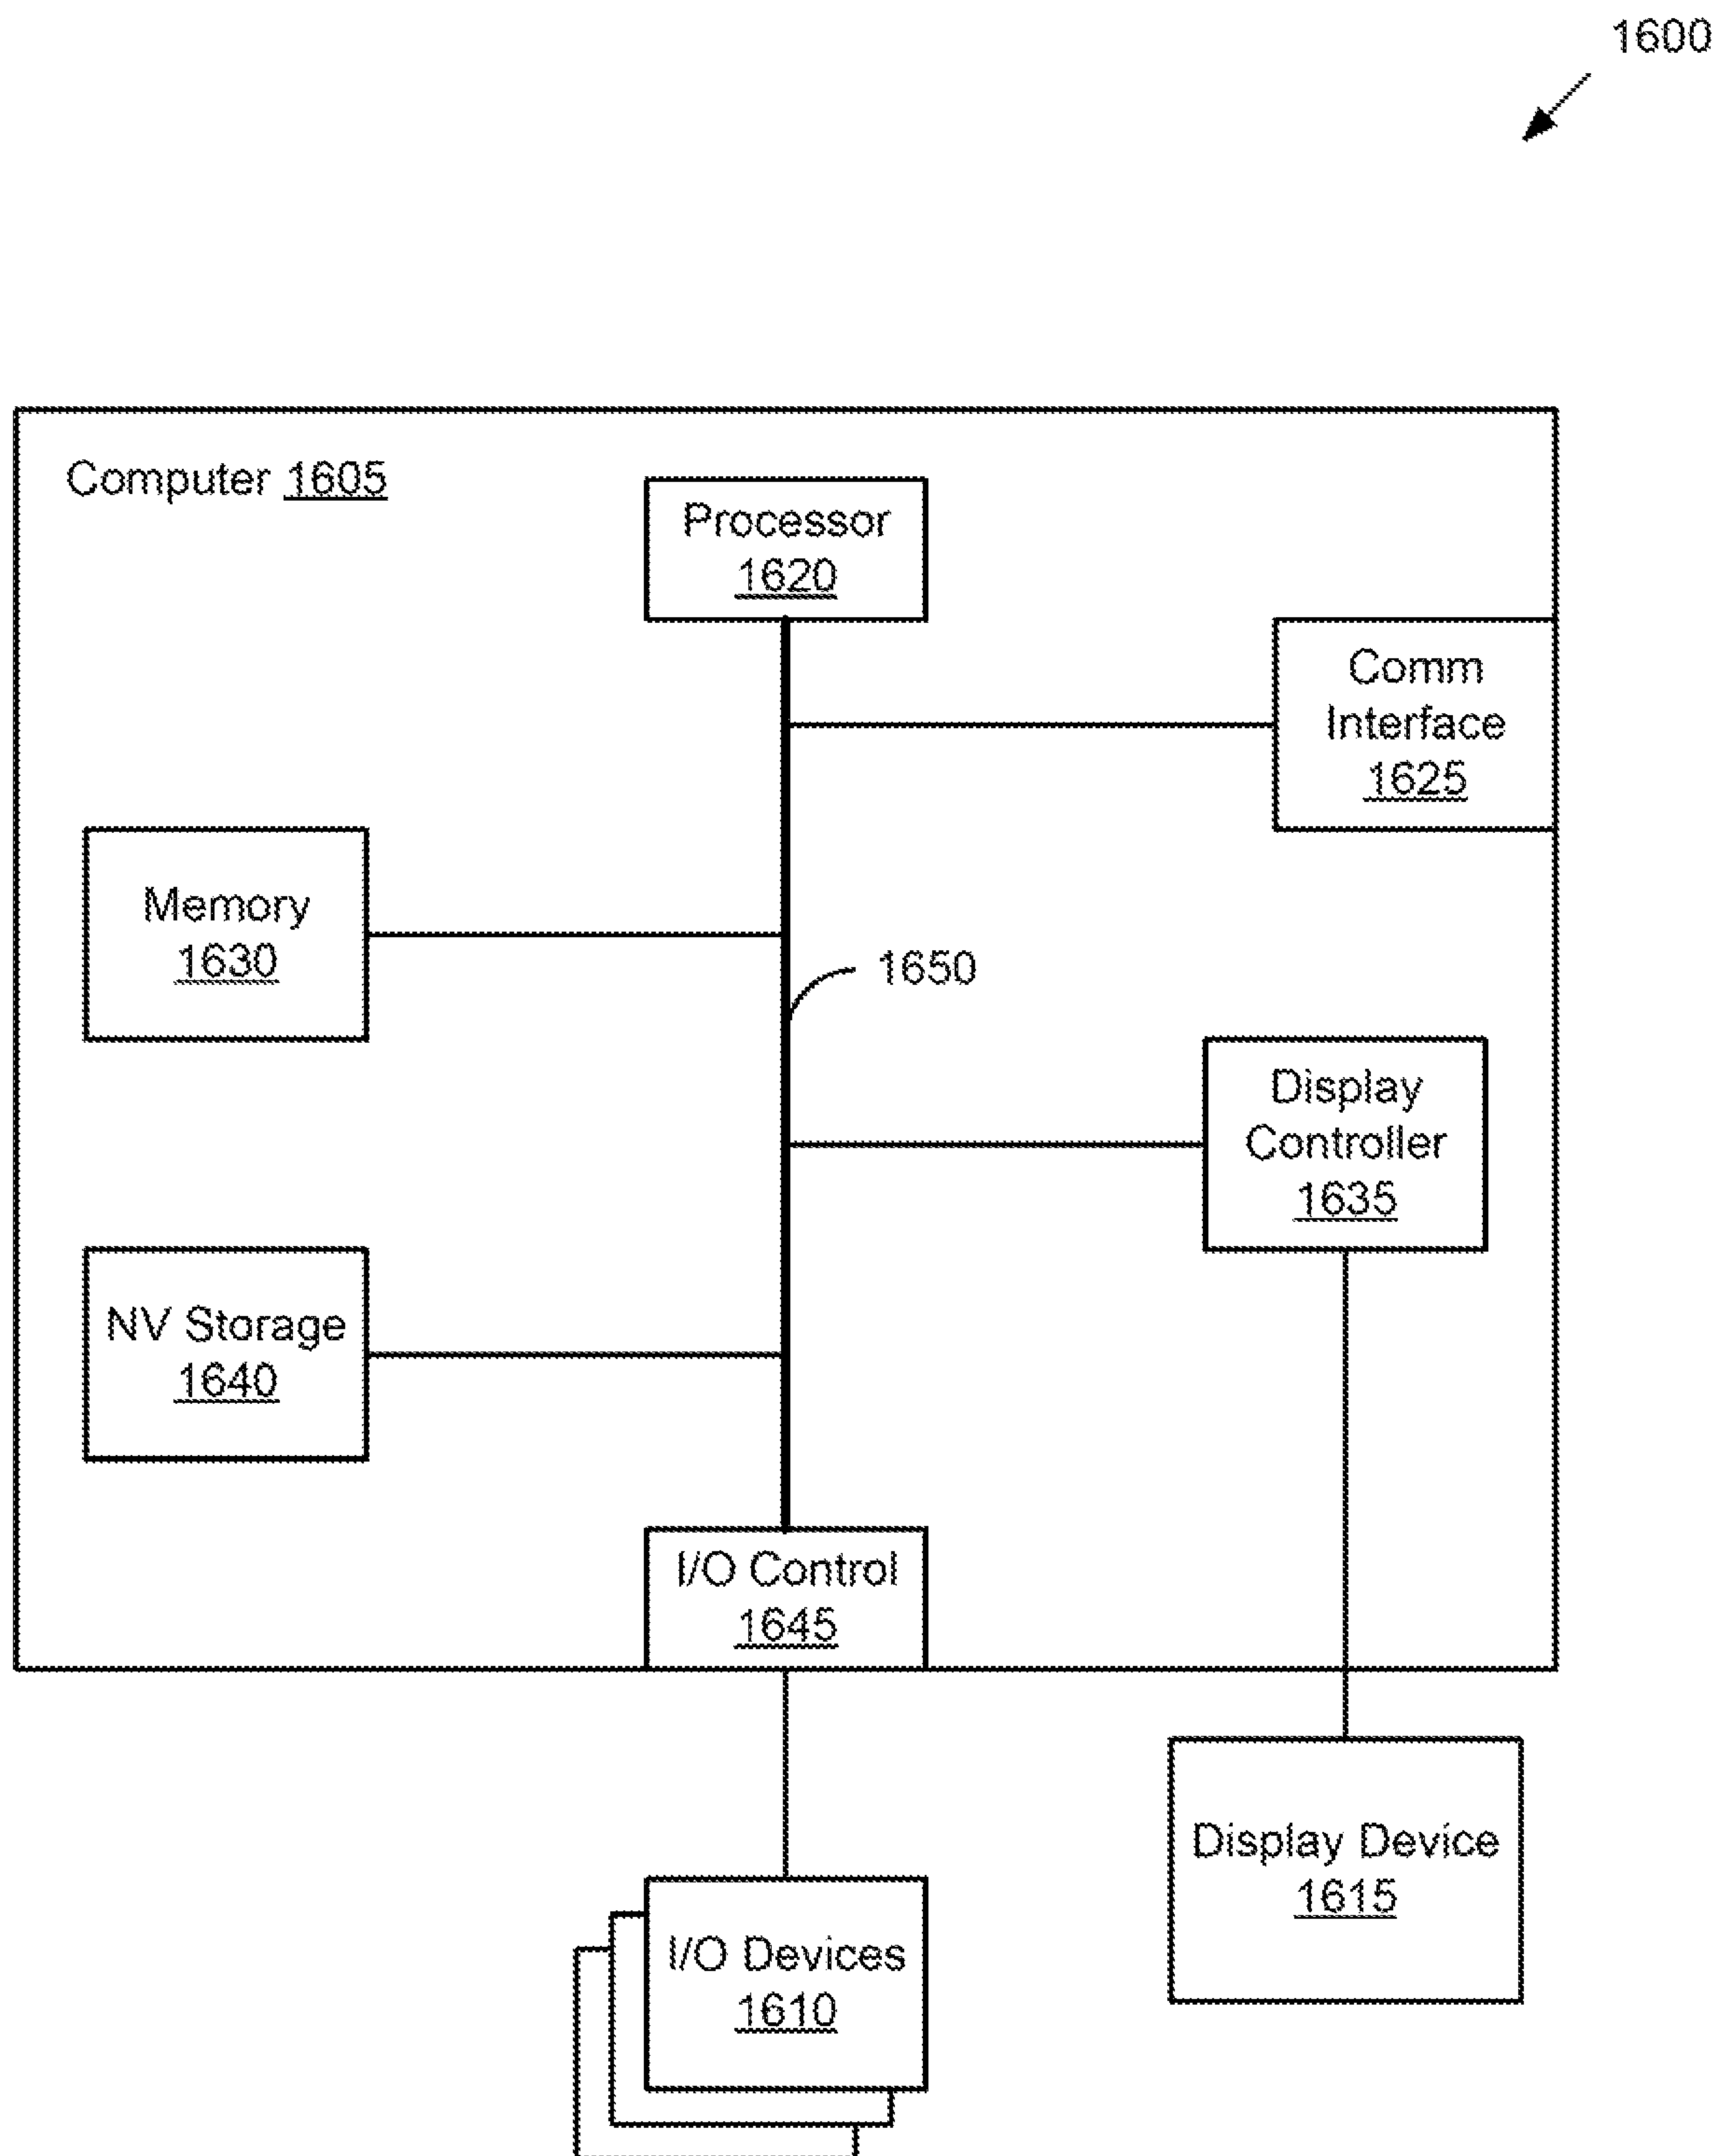 1600
Computer 1605
Processor
1620
Comm
Interface
1625
Memory
1630
1650
Display
Controller
1635
NV Storage
1640
I/O Control
1645
Display Device
1615
I/O Devices
1610